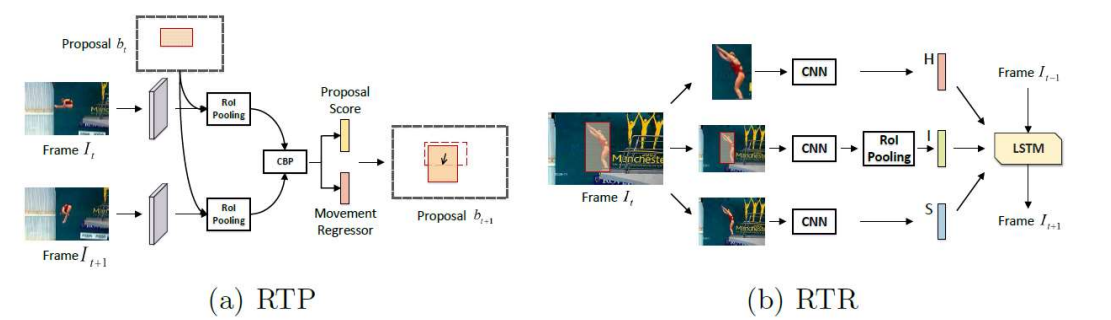 Proposal b_t
Frame I_t
Frame I_{t+1}
RoI
Pooling
RoI
Pooling
CBP
Proposal
Score
Movement
Regressor
Proposal b_{t+1}
(a) RTP
Manchester
Frame I_t
CNN
CNN
CNN
RoI
Pooling
H
I
S
Frame I_{t-1}
LSTM
Frame I_{t+1}
(b) RTR